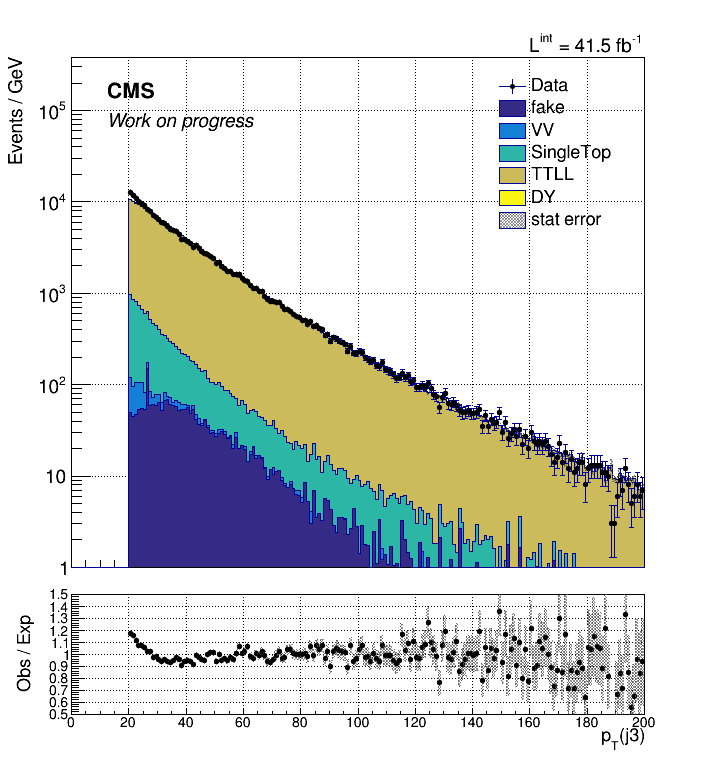 L^int = 41.5 fb^-1
Events / GeV
CMS
Work on progress
Data
fake
VV
SingleTop
TTLL
DY
stat error
10^5
10^4
10^3
10^2
10
1
Obs / Exp
1.5
1.4
1.3
1.2
1.1
1
0.9
0.8
0.7
0.6
0.5
0 20 40 60 80 100 120 140 160 180 200
p_T(j3)